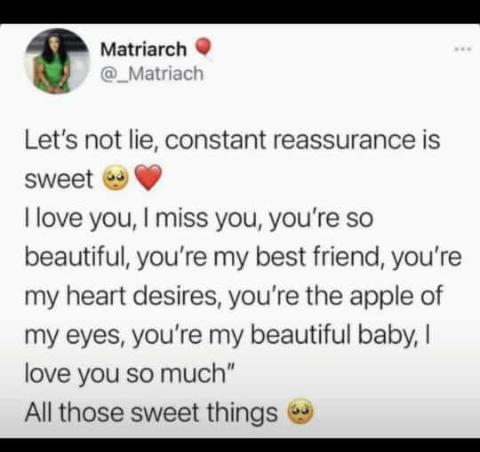 Matriarch 🎈
@_Matriach
Let's not lie, constant reassurance is
sweet 🥺❤️
I love you, I miss you, you're so
beautiful, you're my best friend, you're
my heart desires, you're the apple of
my eyes, you're my beautiful baby, I
love you so much"
All those sweet things 🥺